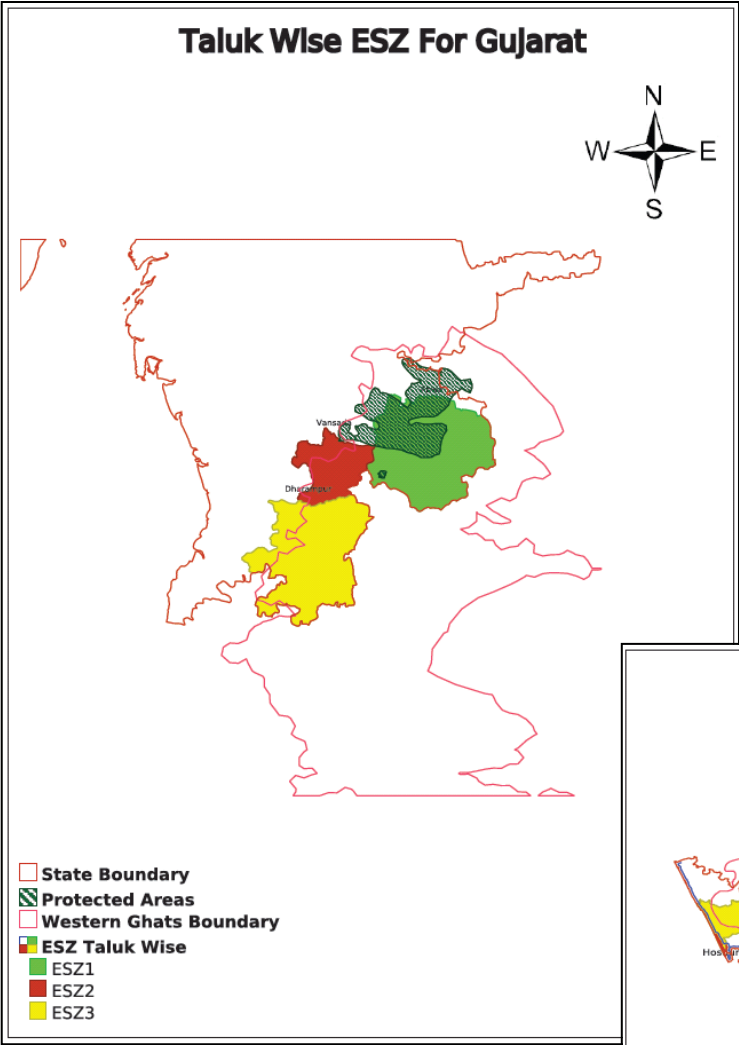 Taluk Wise ESZ For Gujarat
N
W E
S
Vansada
Dharampur
State Boundary
Protected Areas
Western Ghats Boundary
ESZ Taluk Wise
ESZ1
ESZ2
ESZ3